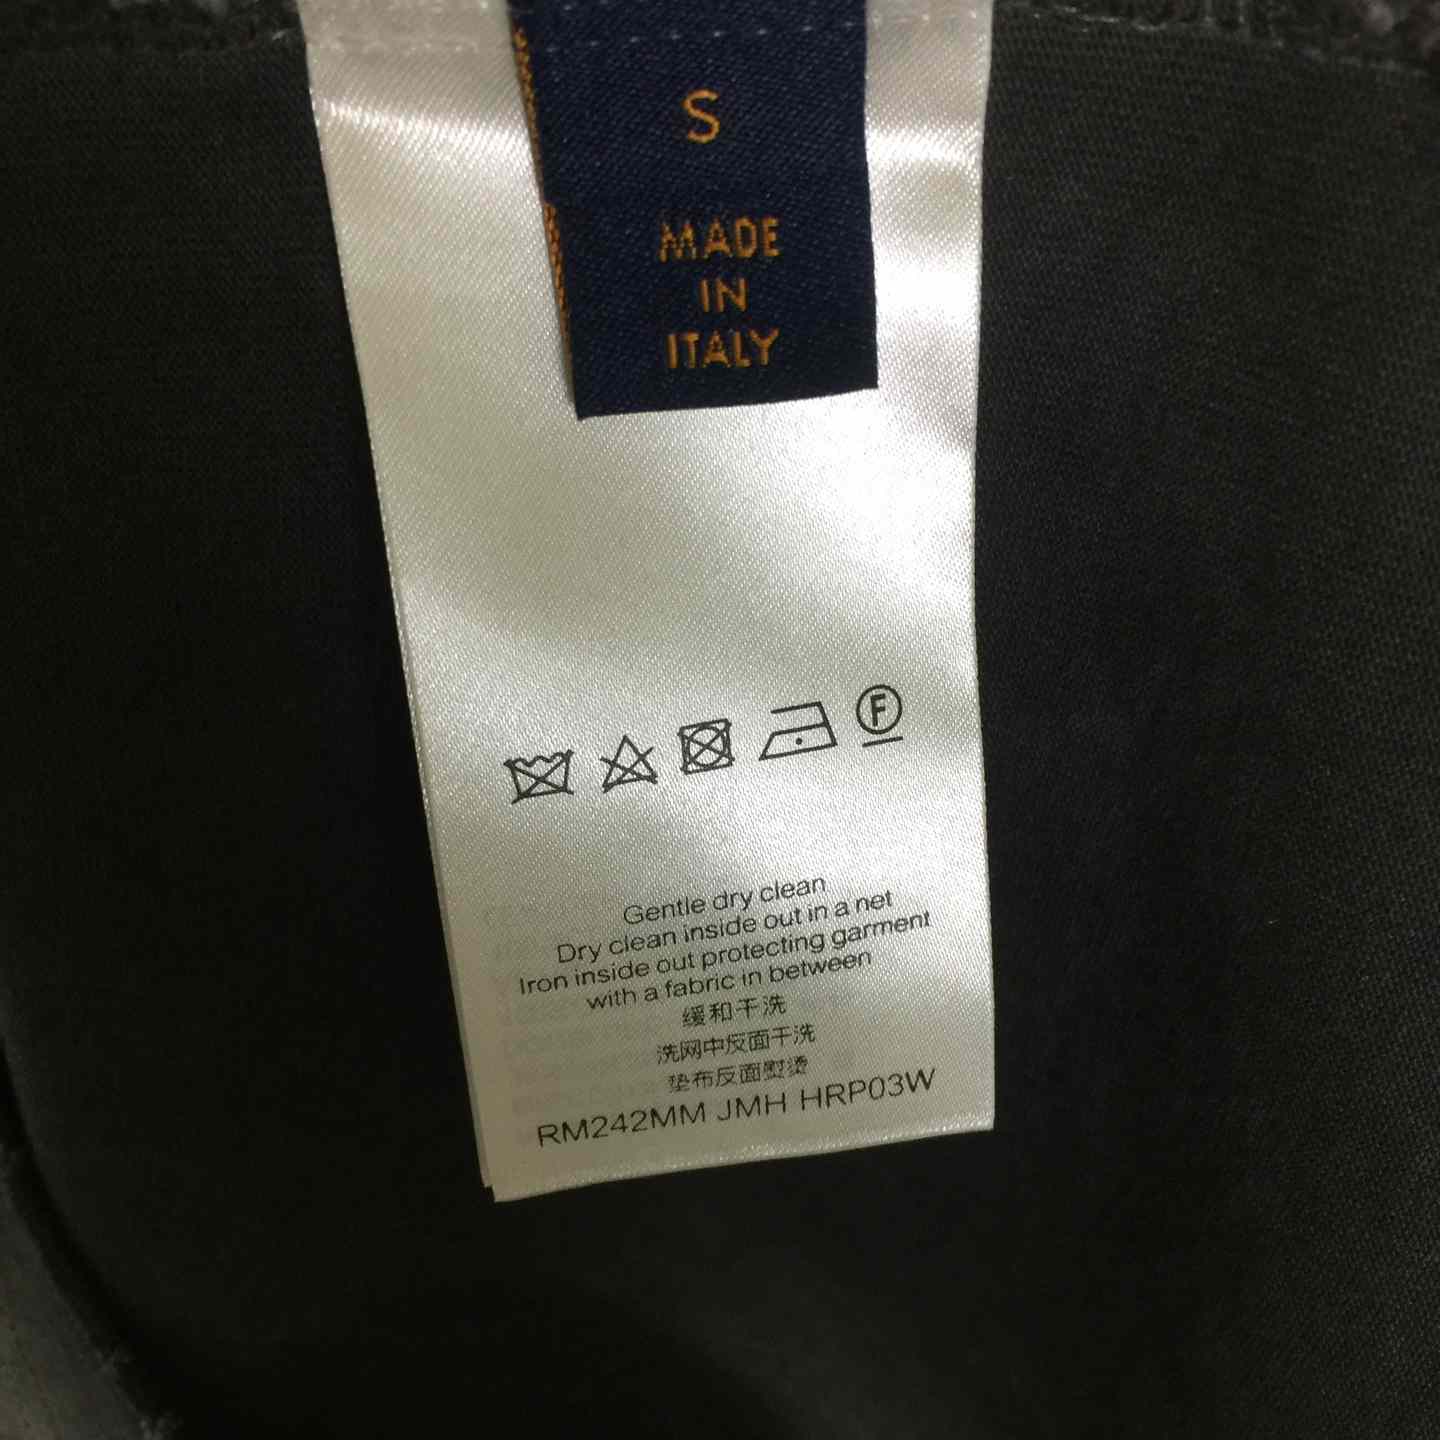 S
MADE
IN
ITALY
F
Gentle dry clean
Dry clean inside out in a net
Iron inside out protecting garment
with a fabric in between
缓和干洗
洗网中反面干洗
垫布反面熨烫
RM242MM JMH HRP03W